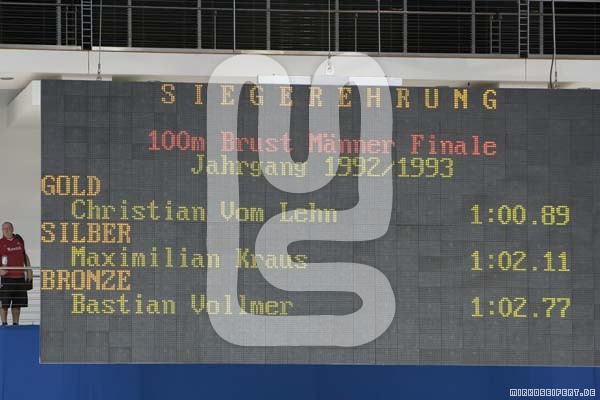 SIEGEREHRUNG
100m Brust Männer Finale
Jahrgang 1992/1993
GOLD
Christian Vom Lehn 1:00.89
SILBER
Maximilian Kraus 1:02.11
BRONZE
Bastian Vollmer 1:02.77
MIRKOSEIFERT.DE